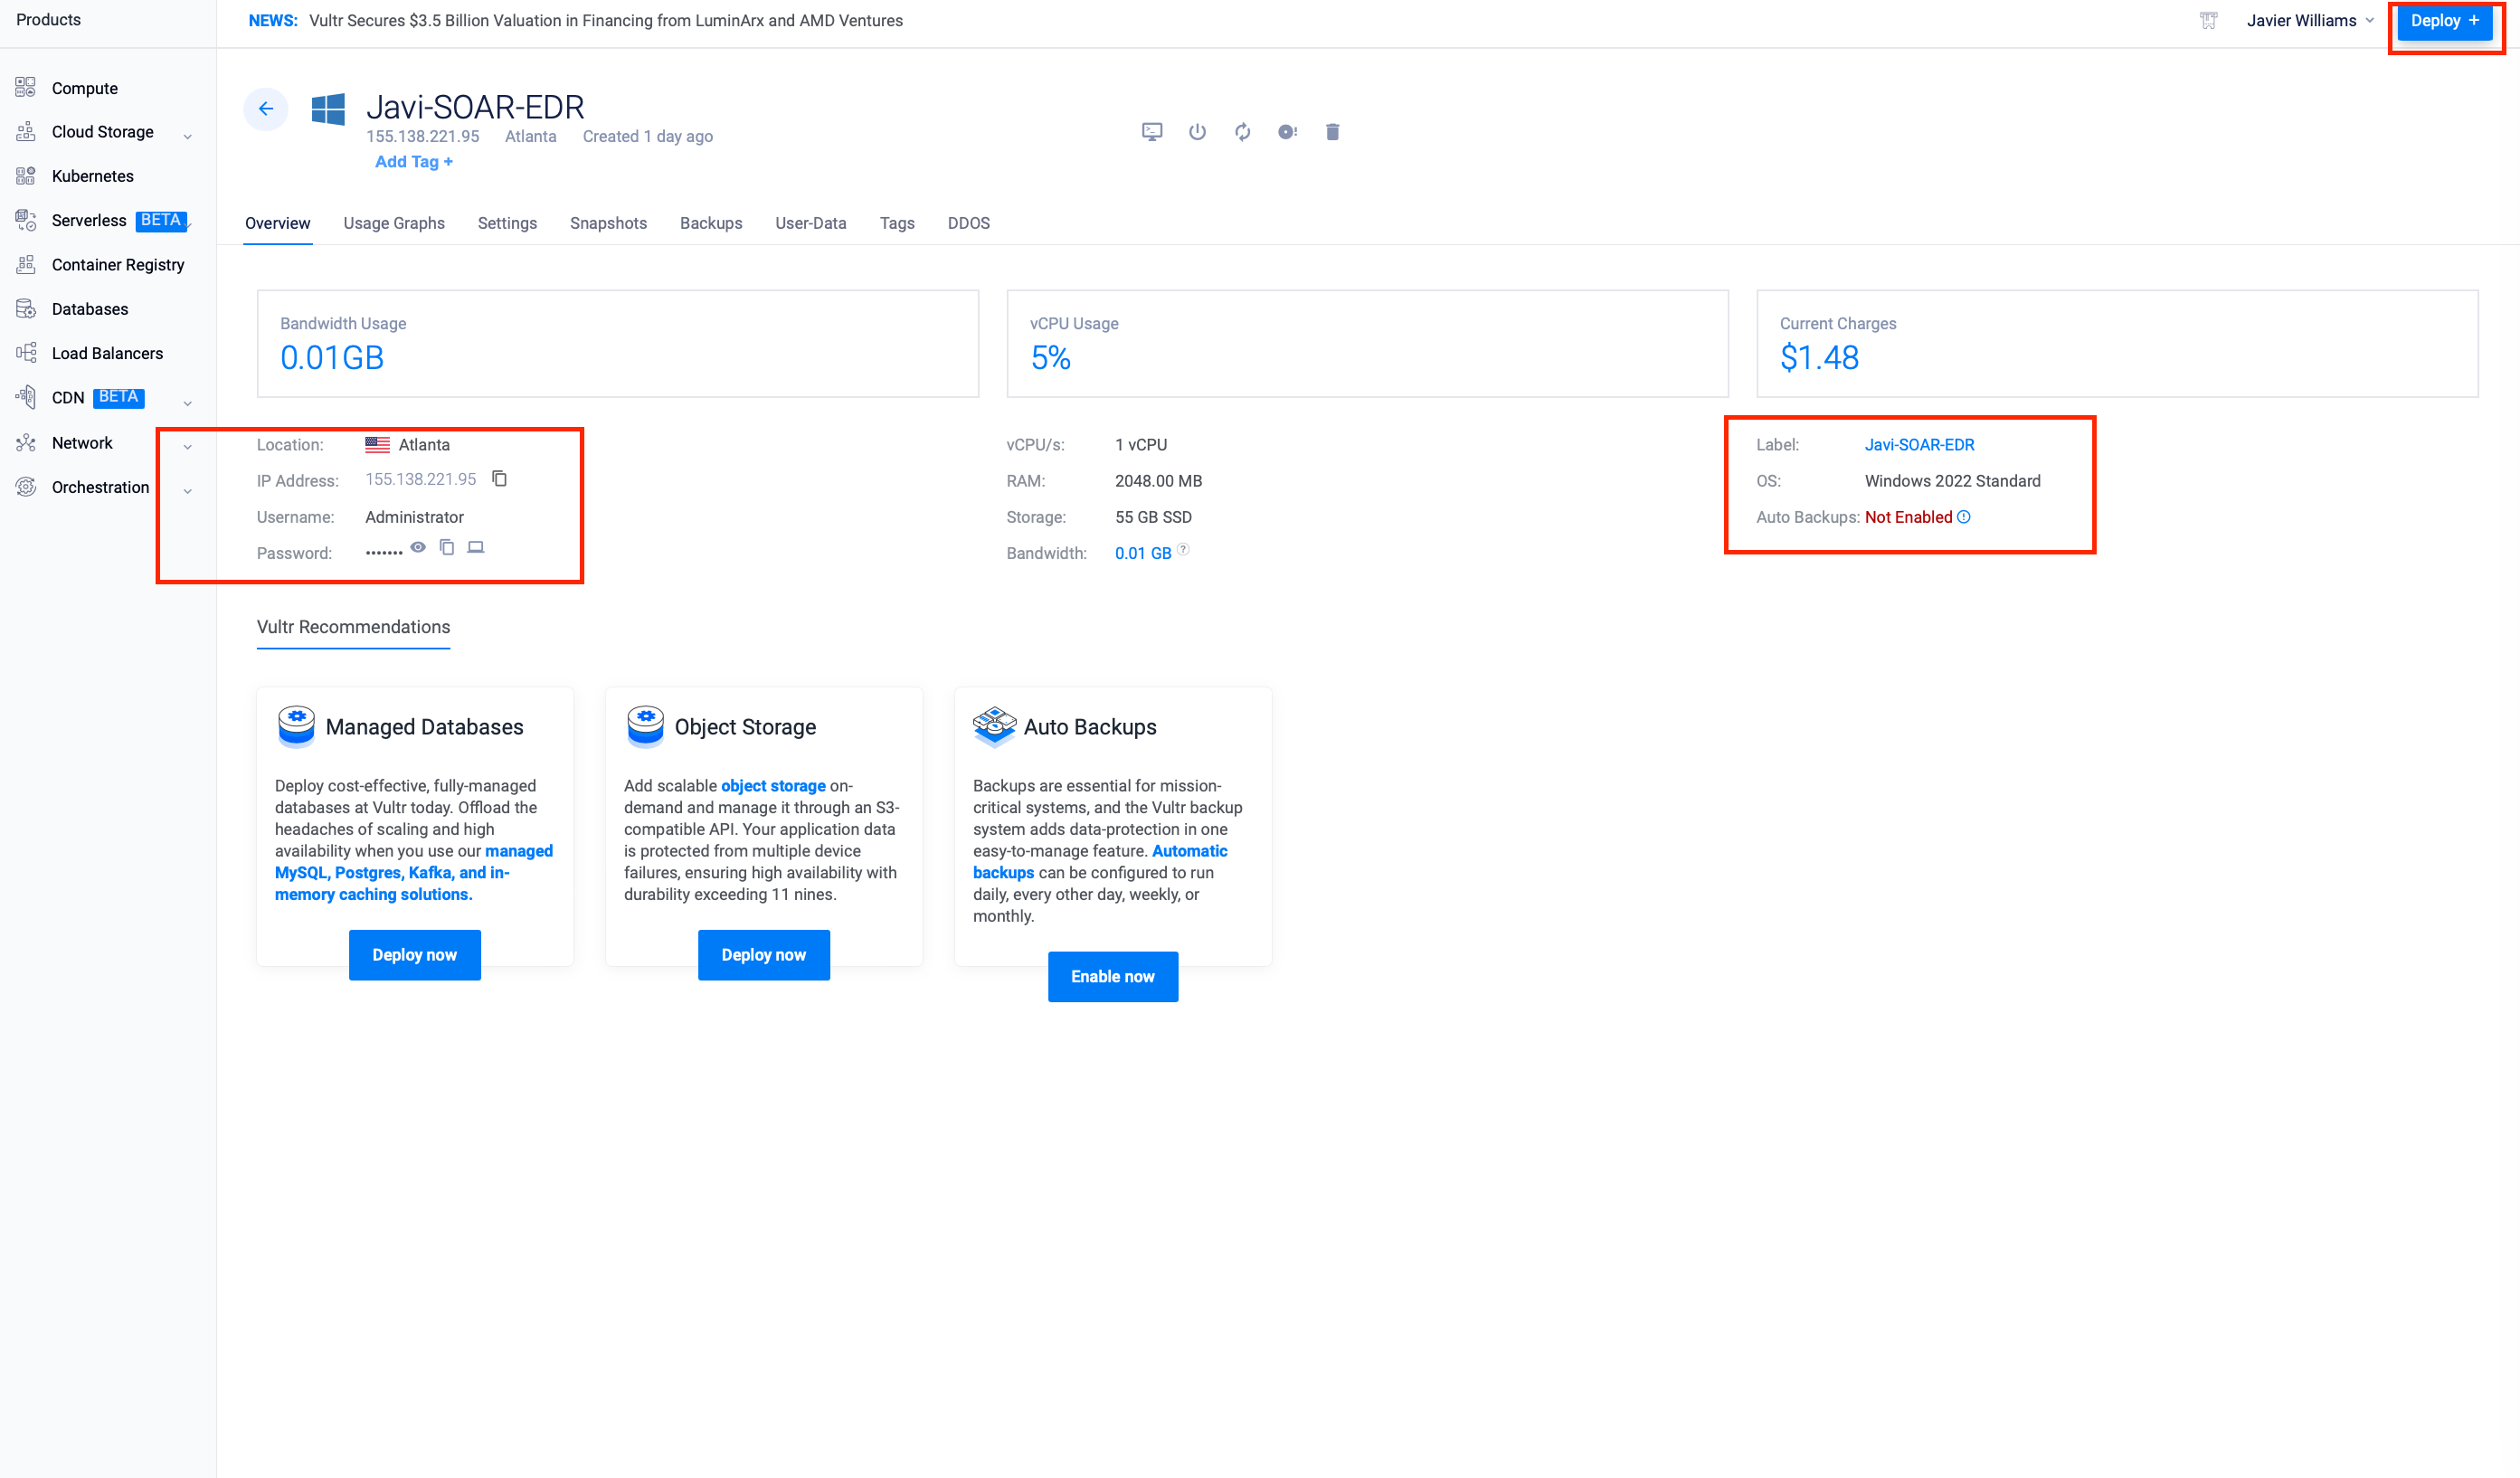 Products
NEWS: Vultr Secures $3.5 Billion Valuation in Financing from LuminArx and AMD Ventures
Javier Williams
Deploy +
Compute
Cloud Storage
Kubernetes
Serverless BETA
Container Registry
Databases
Load Balancers
CDN BETA
Network
Orchestration
Javi-SOAR-EDR
155.138.221.95 Atlanta Created 1 day ago
Add Tag +
Overview Usage Graphs Settings Snapshots Backups User-Data Tags DDOS
Bandwidth Usage
0.01GB
vCPU Usage
5%
Current Charges
$1.48
Location: Atlanta
IP Address: 155.138.221.95
Username: Administrator
Password: •••••••
vCPU/s: 1 vCPU
RAM: 2048.00 MB
Storage: 55 GB SSD
Bandwidth: 0.01 GB ?
Label: Javi-SOAR-EDR
OS: Windows 2022 Standard
Auto Backups: Not Enabled
Vultr Recommendations
Managed Databases
Deploy cost-effective, fully-managed
databases at Vultr today. Offload the
headaches of scaling and high
availability when you use our managed
MySQL, Postgres, Kafka, and in-
memory caching solutions.
Deploy now
Object Storage
Add scalable object storage on-
demand and manage it through an S3-
compatible API. Your application data
is protected from multiple device
failures, ensuring high availability with
durability exceeding 11 nines.
Deploy now
Auto Backups
Backups are essential for mission-
critical systems, and the Vultr backup
system adds data-protection in one
easy-to-manage feature. Automatic
backups can be configured to run
daily, every other day, weekly, or
monthly.
Enable now